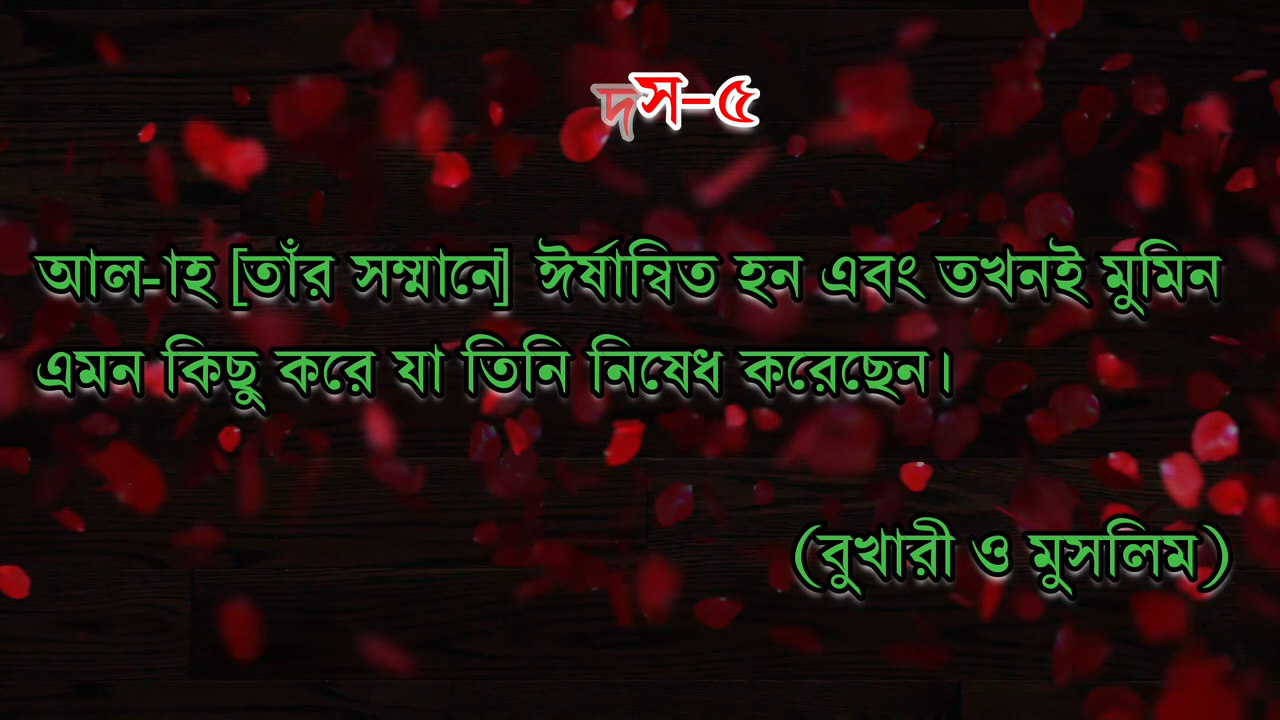 দস-৫
আল-াহ [তাঁর সম্মানে] ঈর্ষান্বিত হন এবং তখনই মুমিন
এমন কিছু করে যা তিনি নিষেধ করেছেন।
(বুখারী ও মুসলিম)